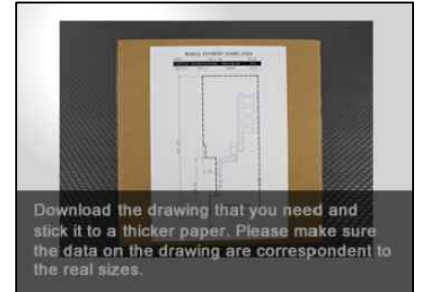 Download the drawing that you need and
stick it to a thicker paper. Please make sure
the data on the drawing are correspondent to
the real sizes.